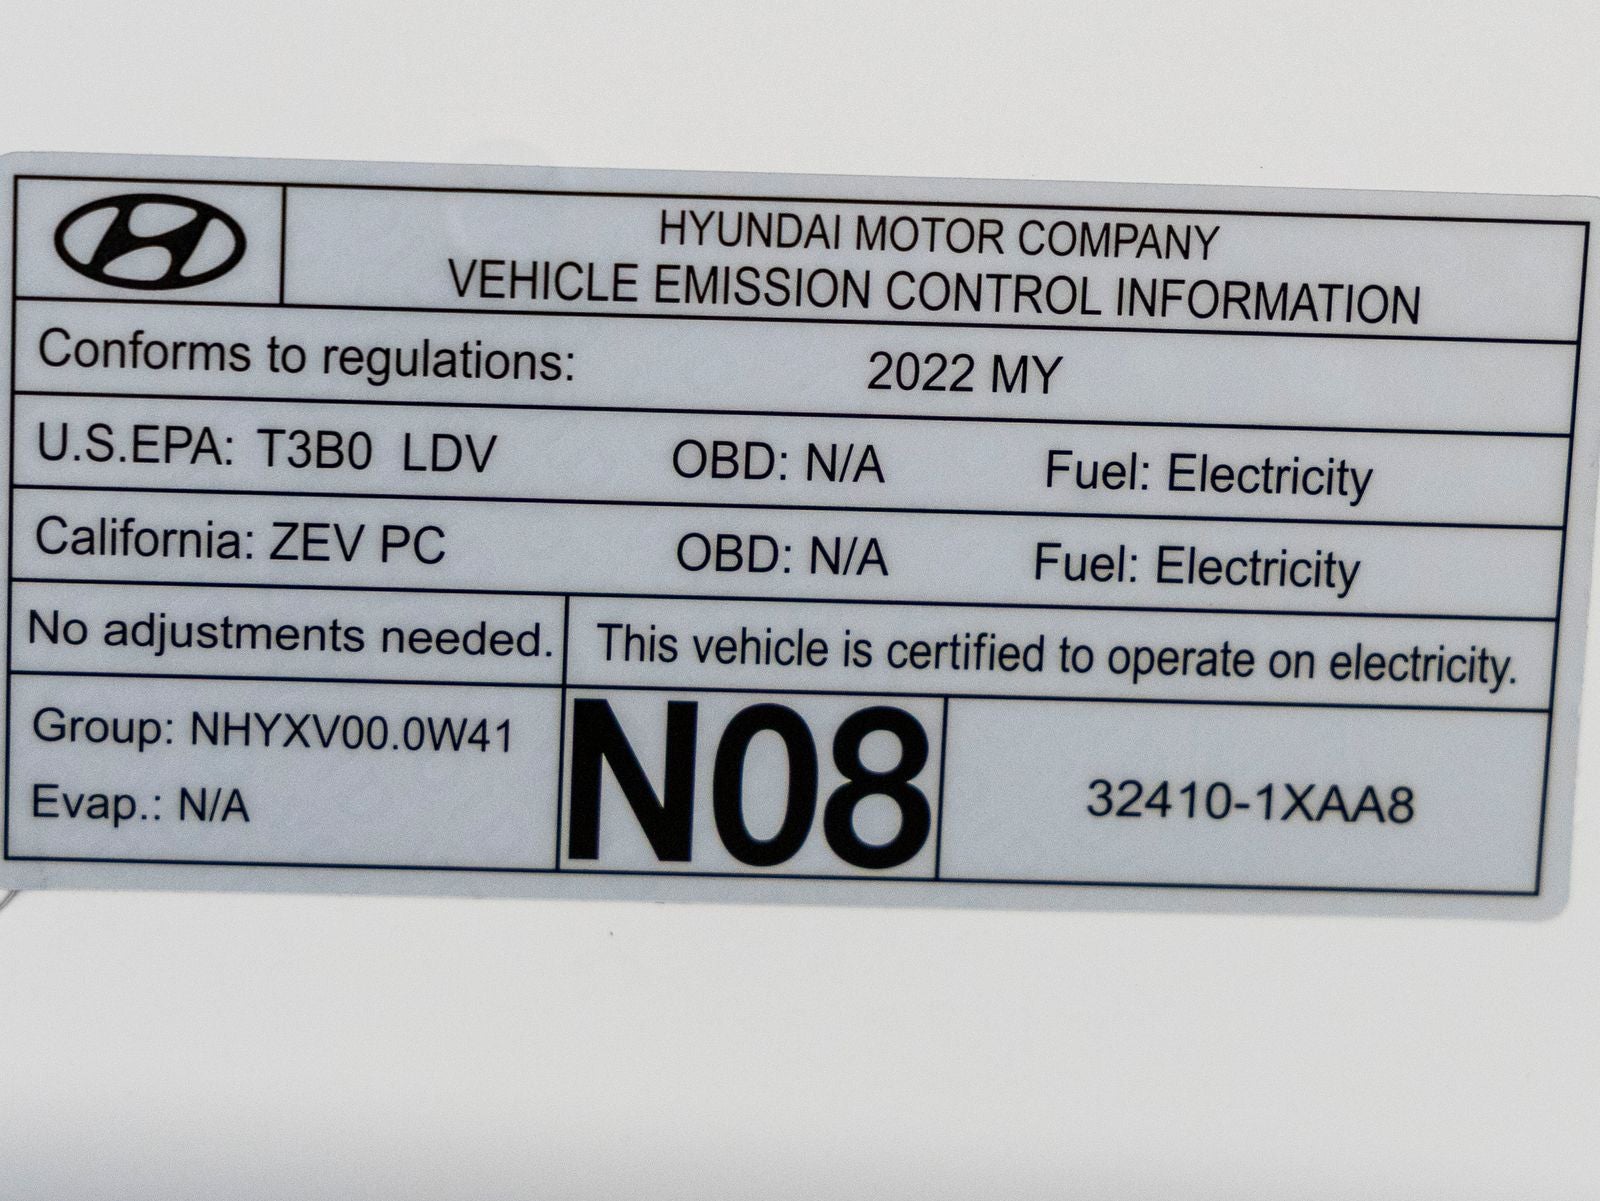 HYUNDAI MOTOR COMPANY
VEHICLE EMISSION CONTROL INFORMATION
Conforms to regulations: 2022 MY
U.S.EPA: T3B0 LDV OBD: N/A Fuel: Electricity
California: ZEV PC OBD: N/A Fuel: Electricity
No adjustments needed. This vehicle is certified to operate on electricity.
Group: NHYXV00.0W41
Evap.: N/A
N08
32410-1XAA8